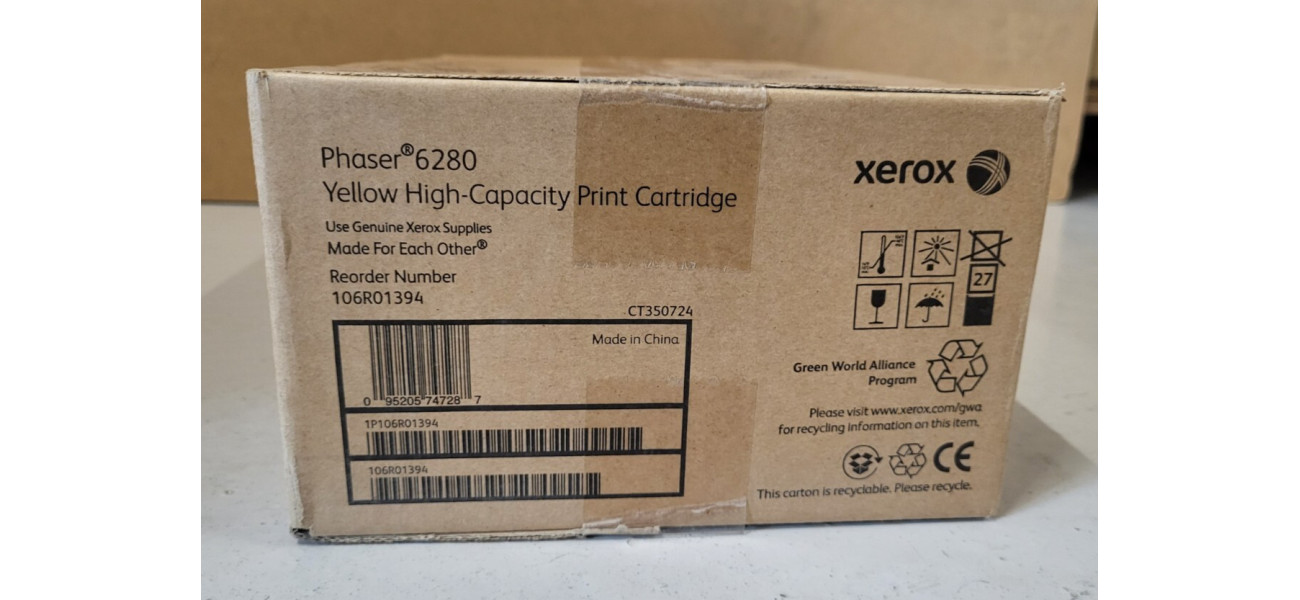 Phaser®6280
Yellow High-Capacity Print Cartridge
Use Genuine Xerox Supplies
Made For Each Other®
Reorder Number
106R01394
CT350724
Made in China
0 95205 74728 7
1P106R01394
106R01394
xerox
27
Green World Alliance
Program
Please visit www.xerox.com/gwa
for recycling information on this item.
CE
This carton is recyclable. Please recycle.